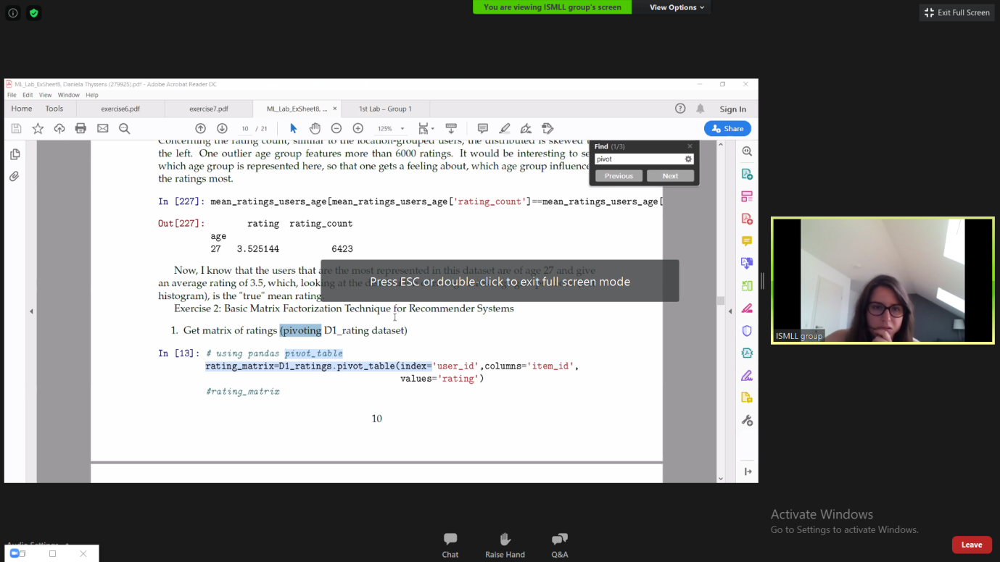 You are viewing ISMLL group's screen
View Options
Exit Full Screen
ML_Lab_ExSheet8, Daniela Thyssens (279925).pdf - Adobe Acrobat Reader DC
File Edit View Window Help
Home Tools exercise6.pdf exercise7.pdf ML_Lab_ExSheet8, ... × 1st Lab – Group 1 Sign In
10 / 21 125% Share
Concerning the rating count, similar to the location-grouped users, the distributed is skewed
the left. One outlier age group features more than 6000 ratings. It would be interesting to se
which age group is represented here, so that one gets a feeling about, which age group influence
the ratings most.
Find (1/3)
pivot
Previous Next
In [227]: mean_ratings_users_age[mean_ratings_users_age['rating_count']==mean_ratings_users_age[
Out[227]: rating rating_count
age
27 3.525144 6423
Now, I know that the users that are the most represented in this dataset are of age 27 and give
an average rating of 3.5, which, looking at the
histogram), is the "true" mean rating.
Press ESC or double-click to exit full screen mode
Exercise 2: Basic Matrix Factorization Technique for Recommender Systems
1. Get matrix of ratings (pivoting D1_rating dataset)
In [13]: # using pandas pivot_table
rating_matrix=D1_ratings.pivot_table(index='user_id',columns='item_id',
values='rating')
#rating_matrix
10
ISMLL group
Activate Windows
Go to Settings to activate Windows.
Audio Settings
Chat Raise Hand Q&A
Leave